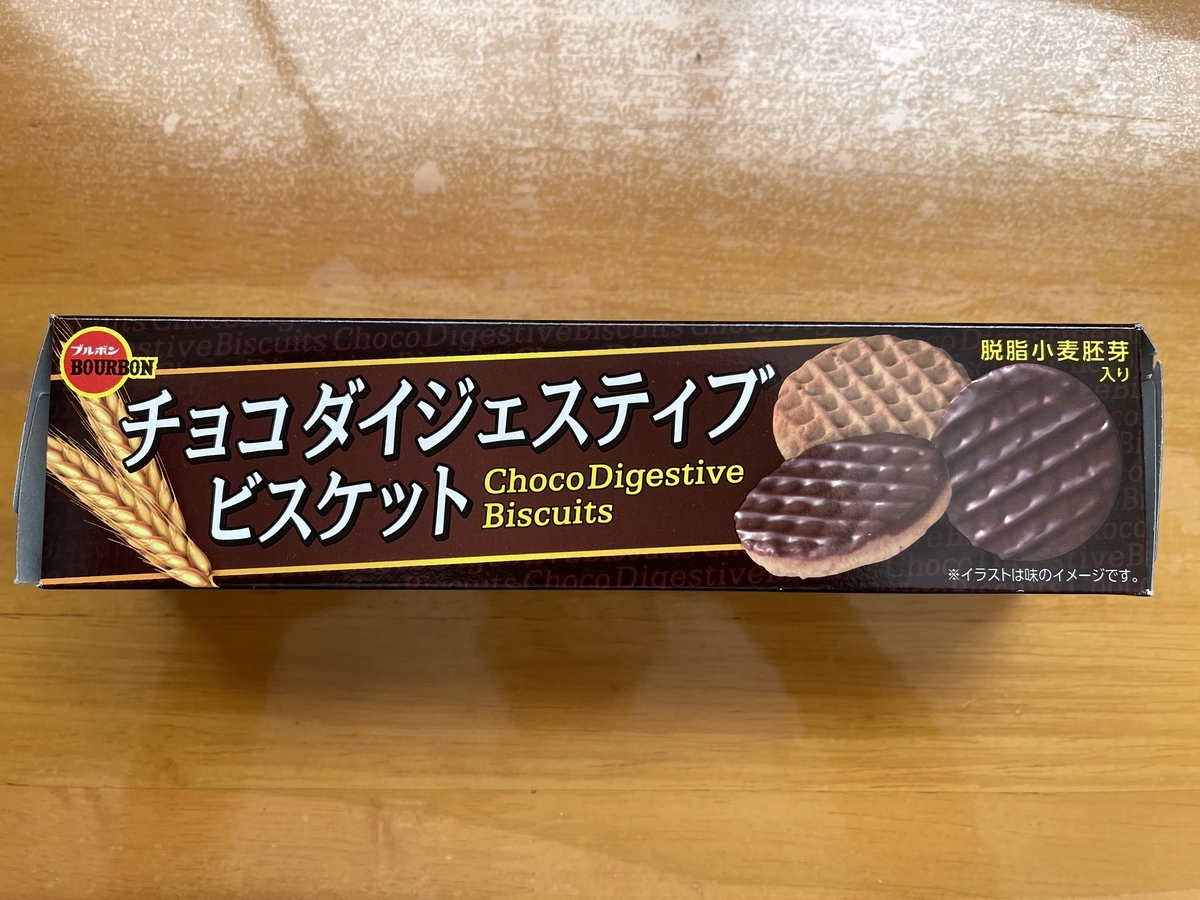 ブルボン
BOURBON
チョコダイジェスティブ
ビスケット
Choco Digestive
Biscuits
脱脂小麦胚芽
入り
※イラストは味のイメージです。